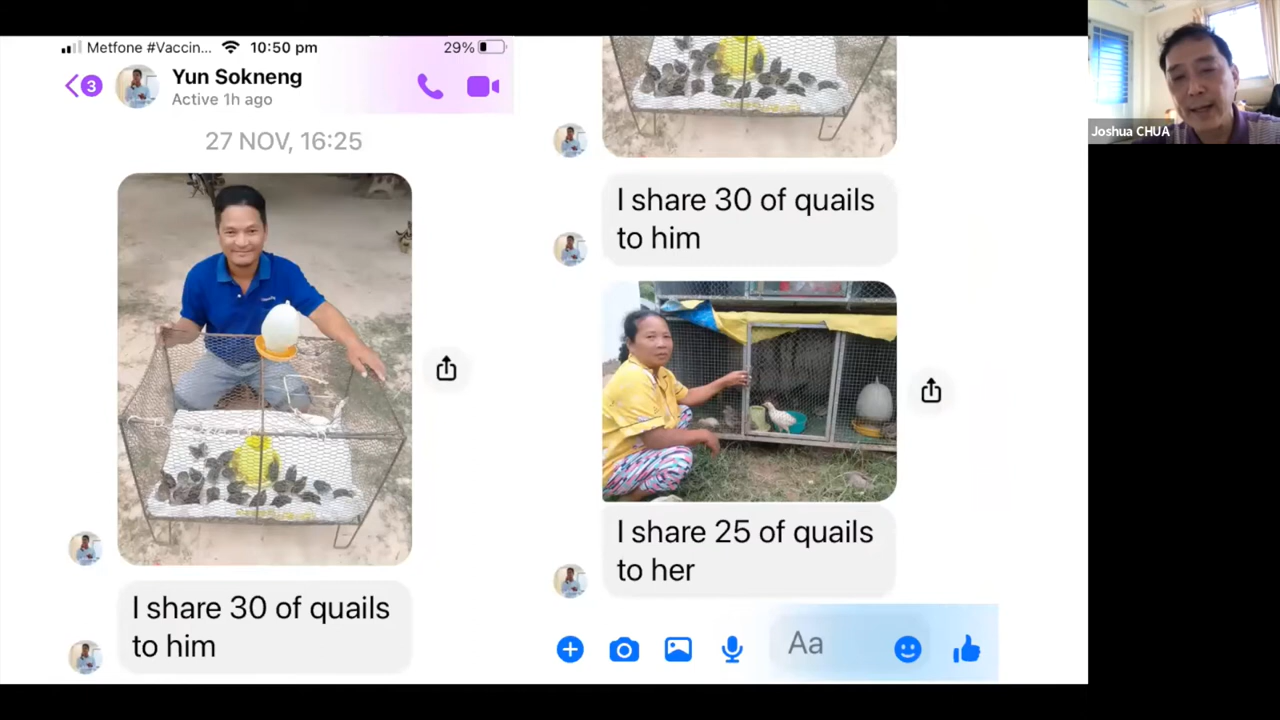 Metfone #Vaccin...
10:50 pm
29%
3
Yun Sokneng
Active 1h ago
27 NOV, 16:25
I share 30 of quails
to him
I share 30 of quails
to him
I share 25 of quails
to her
Aa
Joshua CHUA